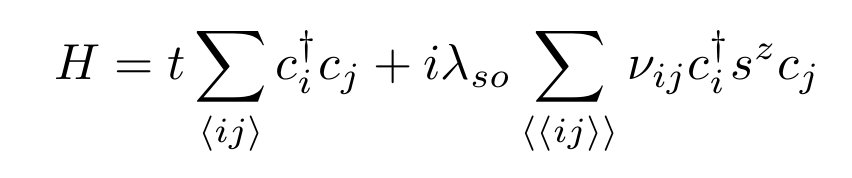 H = t \sum_{\langle ij \rangle} c_i^\dagger c_j + i\lambda_{so} \sum_{\langle\langle ij \rangle\rangle} \nu_{ij} c_i^\dagger s^z c_j